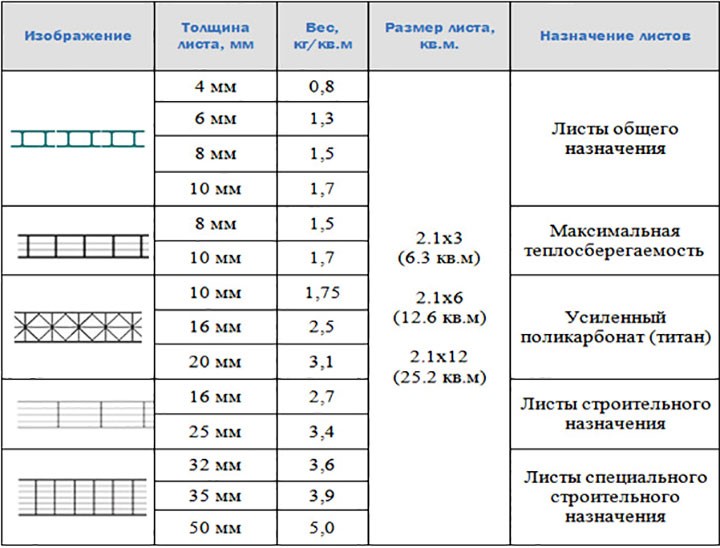 Изображение
Толщина
листа, мм
Вес,
кг/кв.м
Размер листа,
кв.м.
Назначение листов
4 мм
0,8
6 мм
1,3
8 мм
1,5
10 мм
1,7
Листы общего
назначения
8 мм
1,5
10 мм
1,7
Максимальная
теплосберегаемость
2.1x3
(6.3 кв.м)
2.1x6
(12.6 кв.м)
2.1x12
(25.2 кв.м)
10 мм
1,75
16 мм
2,5
20 мм
3,1
Усиленный
поликарбонат (титан)
16 мм
2,7
25 мм
3,4
Листы строительного
назначения
32 мм
3,6
35 мм
3,9
50 мм
5,0
Листы специального
строительного
назначения